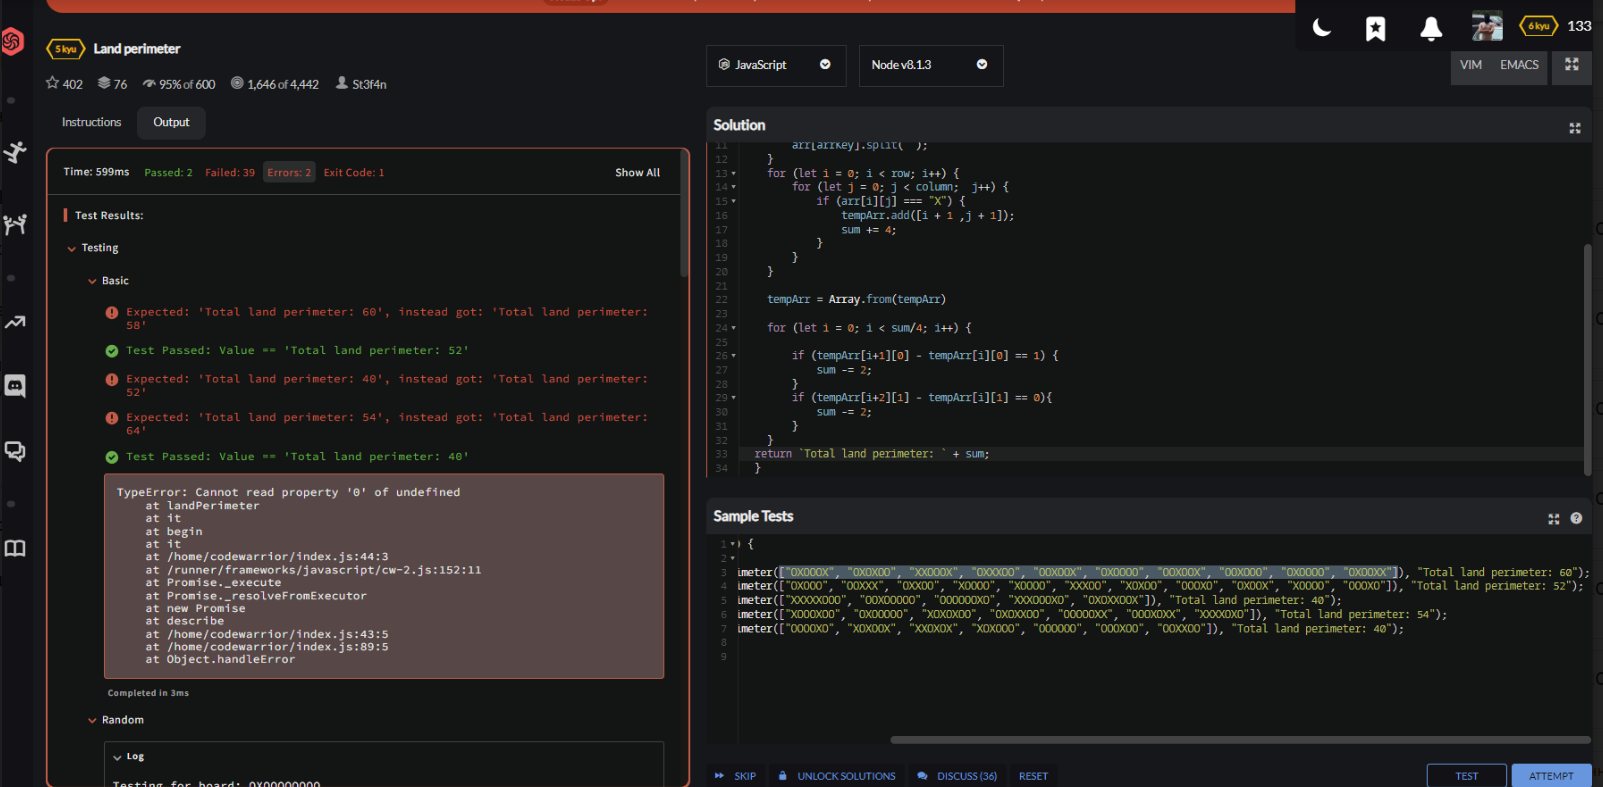 5 kyu Land perimeter
402 76 95% of 600 1,646 of 4,442 St3f4n
Instructions Output
Time: 599ms Passed: 2 Failed: 39 Errors: 2 Exit Code: 1 Show All
Test Results:
Testing
Basic
Expected: 'Total land perimeter: 60', instead got: 'Total land perimeter:
58'
Test Passed: Value == 'Total land perimeter: 52'
Expected: 'Total land perimeter: 40', instead got: 'Total land perimeter:
52'
Expected: 'Total land perimeter: 54', instead got: 'Total land perimeter:
64'
Test Passed: Value == 'Total land perimeter: 40'
TypeError: Cannot read property '0' of undefined
at landPerimeter
at it
at begin
at it
at /home/codewarrior/index.js:44:3
at /runner/frameworks/javascript/cw-2.js:152:11
at Promise._execute
at Promise._resolveFromExecutor
at new Promise
at describe
at /home/codewarrior/index.js:43:5
at /home/codewarrior/index.js:89:5
at Object.handleError
Completed in 3ms
Random
Log
Testing for board: OXOOOOOOOO
6 kyu 133
JavaScript Node v8.1.3 VIM EMACS
Solution
11 arr[arrKey].split(' ');
12 }
13 for (let i = 0; i < row; i++) {
14 for (let j = 0; j < column; j++) {
15 if (arr[i][j] === "X") {
16 tempArr.add([i + 1 ,j + 1]);
17 sum += 4;
18 }
19 }
20 }
21
22 tempArr = Array.from(tempArr)
23
24 for (let i = 0; i < sum/4; i++) {
25
26 if (tempArr[i+1][0] - tempArr[i][0] == 1) {
27 sum -= 2;
28 }
29 if (tempArr[i+2][1] - tempArr[i][1] == 0){
30 sum -= 2;
31 }
32 }
33 return `Total land perimeter: ` + sum;
34 }
Sample Tests
1 ) {
2
3 imeter(["OXOOOX", "OXOXOO", "XXOOOX", "OXXXOO", "OOXOOX", "OXOOOO", "OOXOOX", "OOXOOO", "OXOOOO", "OXOOXX"]), "Total land perimeter: 60");
4 imeter(["OXOOO", "OOXXX", "OXXOO", "XOOOO", "XOOOO", "XXXOO", "XOXOO", "OOOXO", "OXOOX", "XOOOO", "OOOXO"]), "Total land perimeter: 52");
5 imeter(["XXXXXOOO", "OOXOOOOO", "OOOOOOXO", "XXXOOOXO", "OXOXXOOX"]), "Total land perimeter: 40");
6 imeter(["XOOOXOO", "OXOOOOO", "XOXOXOO", "OXOXXOO", "OOOOOXX", "OOOXOXX", "XXXXOXO"]), "Total land perimeter: 54");
7 imeter(["OOOOXO", "XOXOOX", "XXOXOX", "XOXOOO", "OOOOOO", "OOOXOO", "OOXXOO"]), "Total land perimeter: 40");
8
9
SKIP UNLOCK SOLUTIONS DISCUSS (36) RESET TEST ATTEMPT